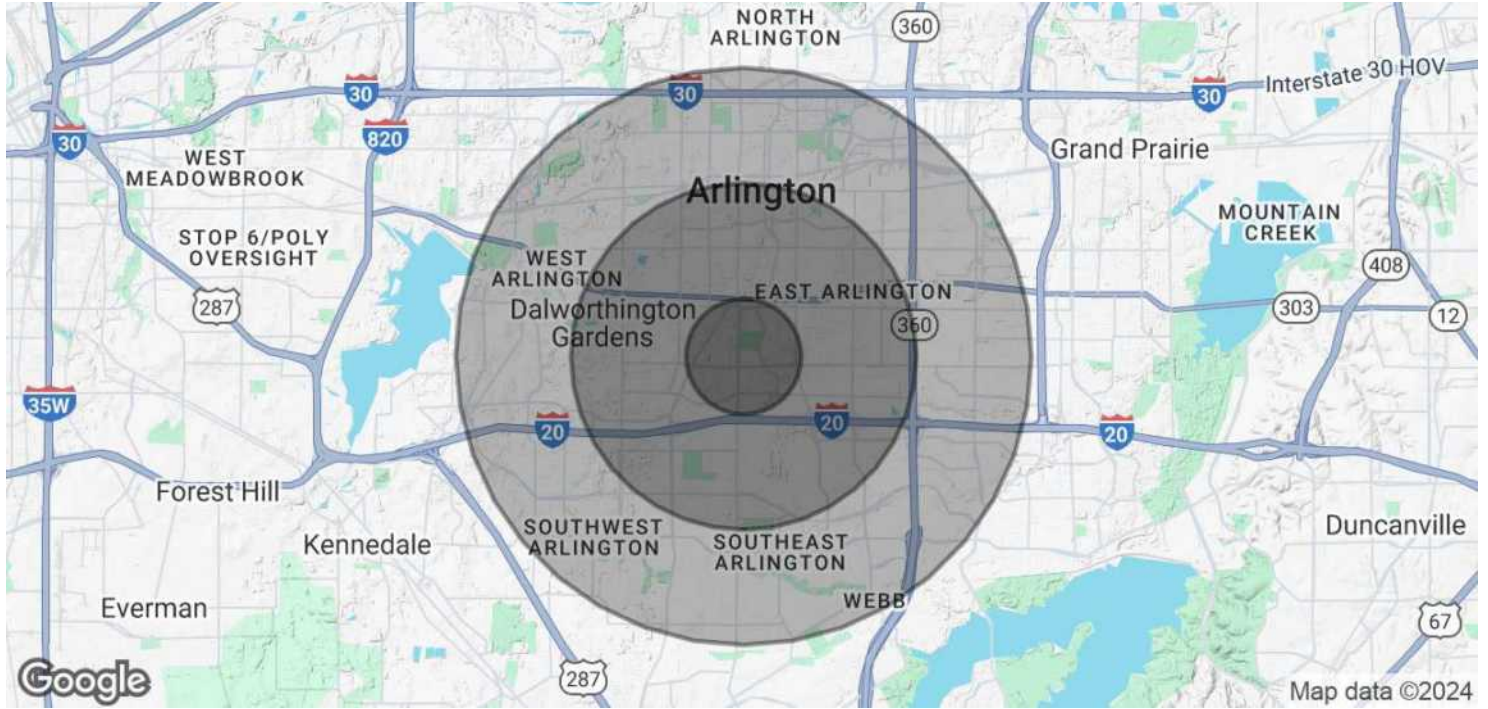 NORTH
ARLINGTON
360
Interstate 30 HOV
30
30
30
30
820
WEST
MEADOWBROOK
Grand Prairie
Arlington
STOP 6/POLY
OVERSIGHT
MOUNTAIN
CREEK
WEST
ARLINGTON
408
287
EAST ARLINGTON
Dalworthington
Gardens
360
303
12
35W
20
20
20
Forest Hill
SOUTHWEST
ARLINGTON
SOUTHEAST
ARLINGTON
Duncanville
Kennedale
Everman
WEBB
67
287
Google
Map data ©2024